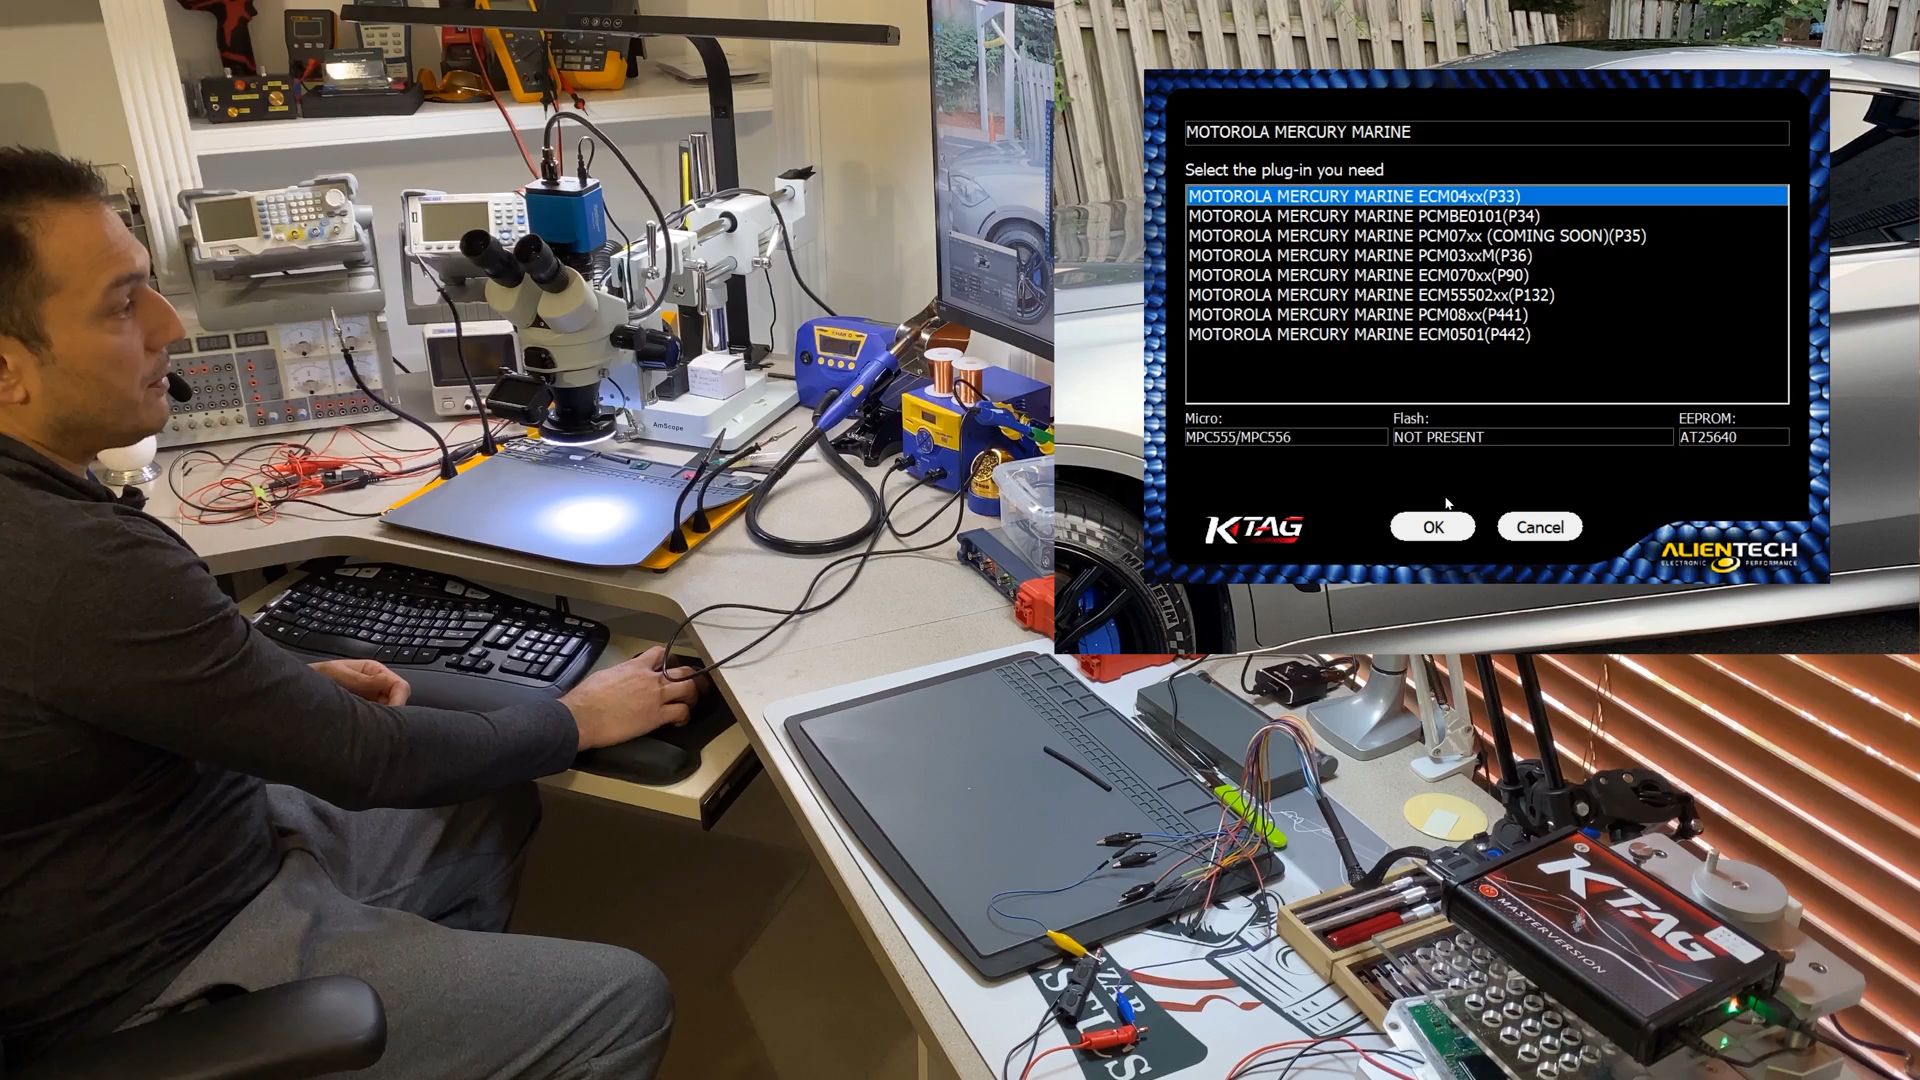 MOTOROLA MERCURY MARINE
Select the plug-in you need
MOTOROLA MERCURY MARINE ECM04xx(P33)
MOTOROLA MERCURY MARINE PCMBE0101(P34)
MOTOROLA MERCURY MARINE PCM07xx (COMING SOON)(P35)
MOTOROLA MERCURY MARINE PCM03xxM(P36)
MOTOROLA MERCURY MARINE ECM070xx(P90)
MOTOROLA MERCURY MARINE ECM55502xx(P132)
MOTOROLA MERCURY MARINE PCM08xx(P441)
MOTOROLA MERCURY MARINE ECM0501(P442)
Micro: Flash: EEPROM:
MPC555/MPC556 NOT PRESENT AT25640
KTAG OK Cancel
ALIENTECH
ELECTRONIC PERFORMANCE
AmScope
KTAG
MASTERVERSION